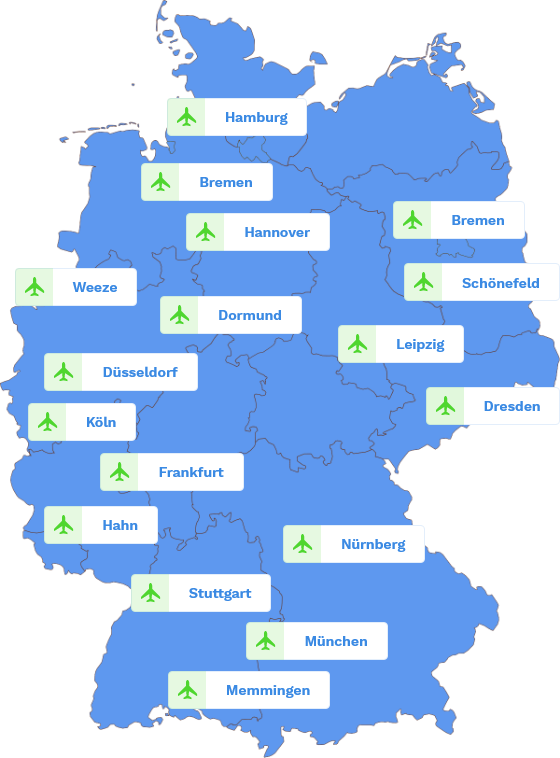 Hamburg
Bremen
Bremen
Hannover
Schönefeld
Weeze
Dormund
Leipzig
Düsseldorf
Dresden
Köln
Frankfurt
Hahn
Nürnberg
Stuttgart
München
Memmingen